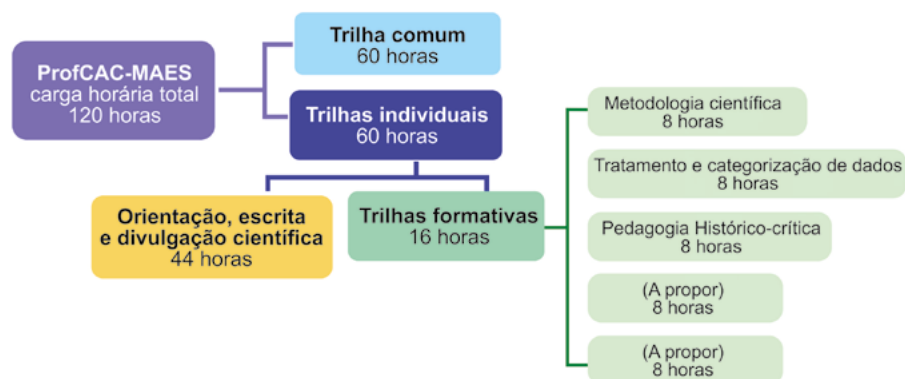 ProfCAC-MAES
carga horária total
120 horas
Trilha comum
60 horas
Trilhas individuais
60 horas
Orientação, escrita
e divulgação científica
44 horas
Trilhas formativas
16 horas
Metodologia científica
8 horas
Tratamento e categorização de dados
8 horas
Pedagogia Histórico-crítica
8 horas
(A propor)
8 horas
(A propor)
8 horas